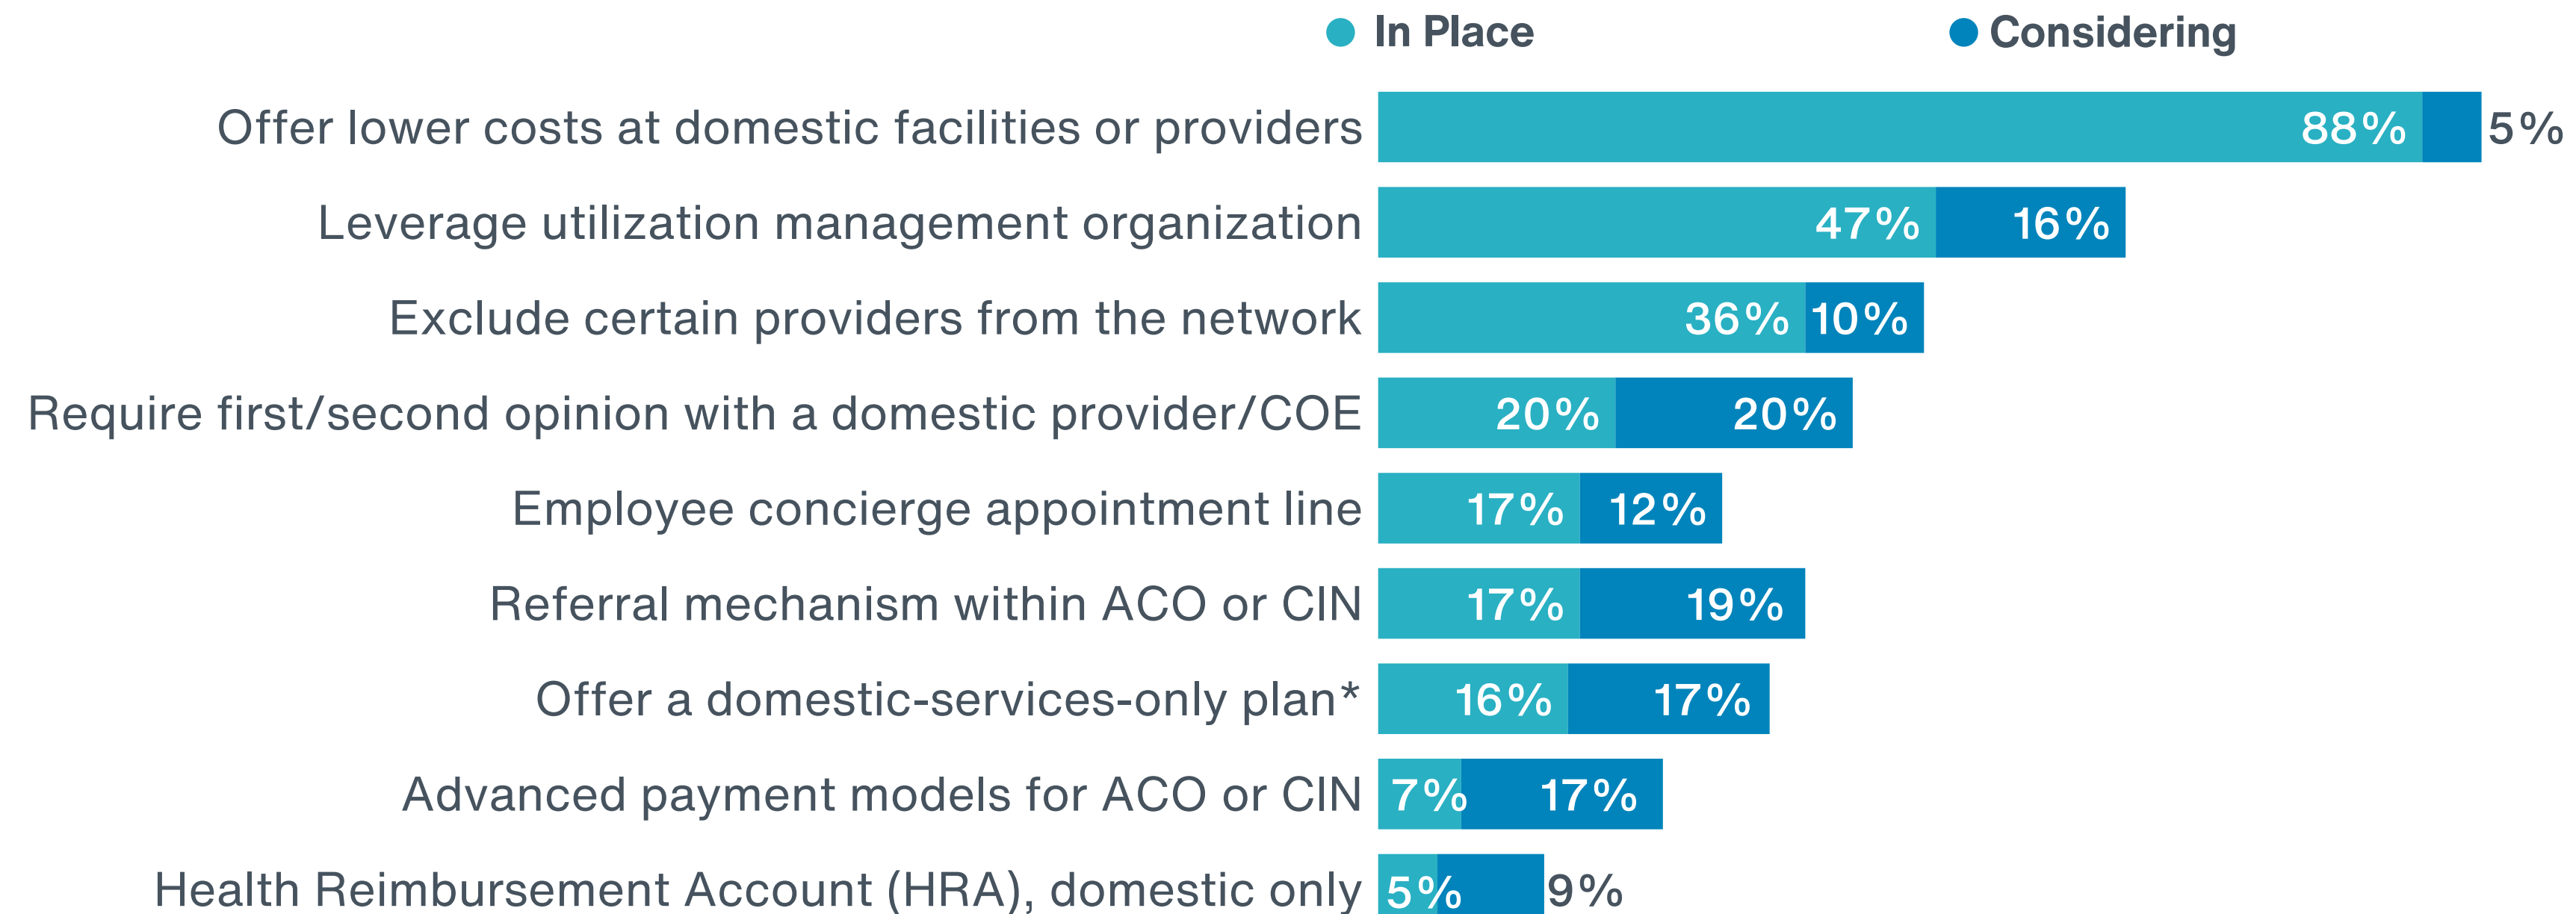 In Place Considering
Offer lower costs at domestic facilities or providers 88% 5%
Leverage utilization management organization 47% 16%
Exclude certain providers from the network 36% 10%
Require first/second opinion with a domestic provider/COE 20% 20%
Employee concierge appointment line 17% 12%
Referral mechanism within ACO or CIN 17% 19%
Offer a domestic-services-only plan* 16% 17%
Advanced payment models for ACO or CIN 7% 17%
Health Reimbursement Account (HRA), domestic only 5% 9%